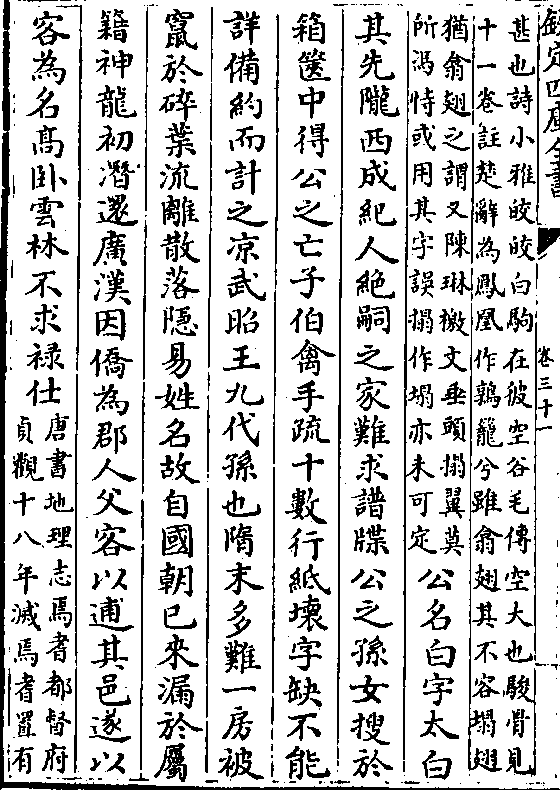 欽定四庫全書
卷三十一
甚也詩小雅皎皎白駒在彼空谷毛傳空大也駿骨見
十一卷註楚辭為鳳凰作鶉籠兮雖翕翅其不容塌翅
猶翕翅之謂又陳琳檄文垂頭搨翼莫
所馮恃或用其字誤搨作塌亦未可定
公名白字太白
其先隴西成紀人絶嗣之家難求譜牒公之孫女搜於
箱篋中得公之亡子伯禽手疏十數行紙壞字缺不能
詳備約而計之凉武昭王九代孫也隋末多難一房被
竄於碎葉流離散落隐易姓名故自國朝已來漏於屬
籍神龍初潛還廣漢因僑為郡人父客以逋其邑遂以
客為名髙卧雲林不求禄仕
唐書地理志焉耆都督府
貞觀十八年滅焉耆置有